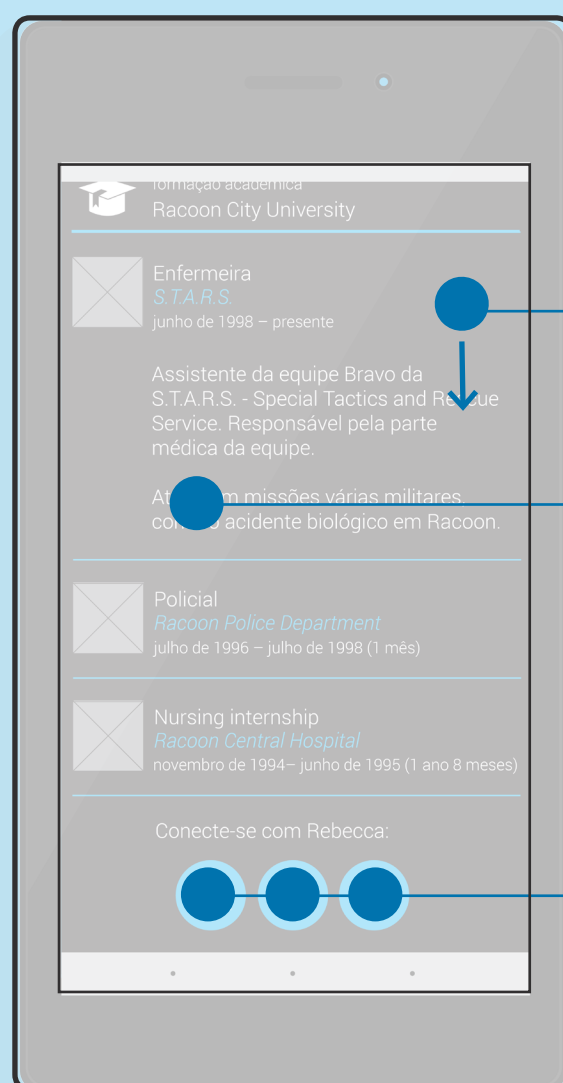 formação acadêmica
Racoon City University
Enfermeira
S.T.A.R.S.
junho de 1998 – presente
Assistente da equipe Bravo da
S.T.A.R.S. - Special Tactics and Rescue
Service. Responsável pela parte
médica da equipe.
missões várias militares,
acidente biológico em Racoon.
Policial
Racoon Police Department
julho de 1996 – julho de 1998 (1 mês)
Nursing internship
Racoon Central Hospital
novembro de 1994– junho de 1995 (1 ano 8 meses)
Conecte-se com Rebecca: